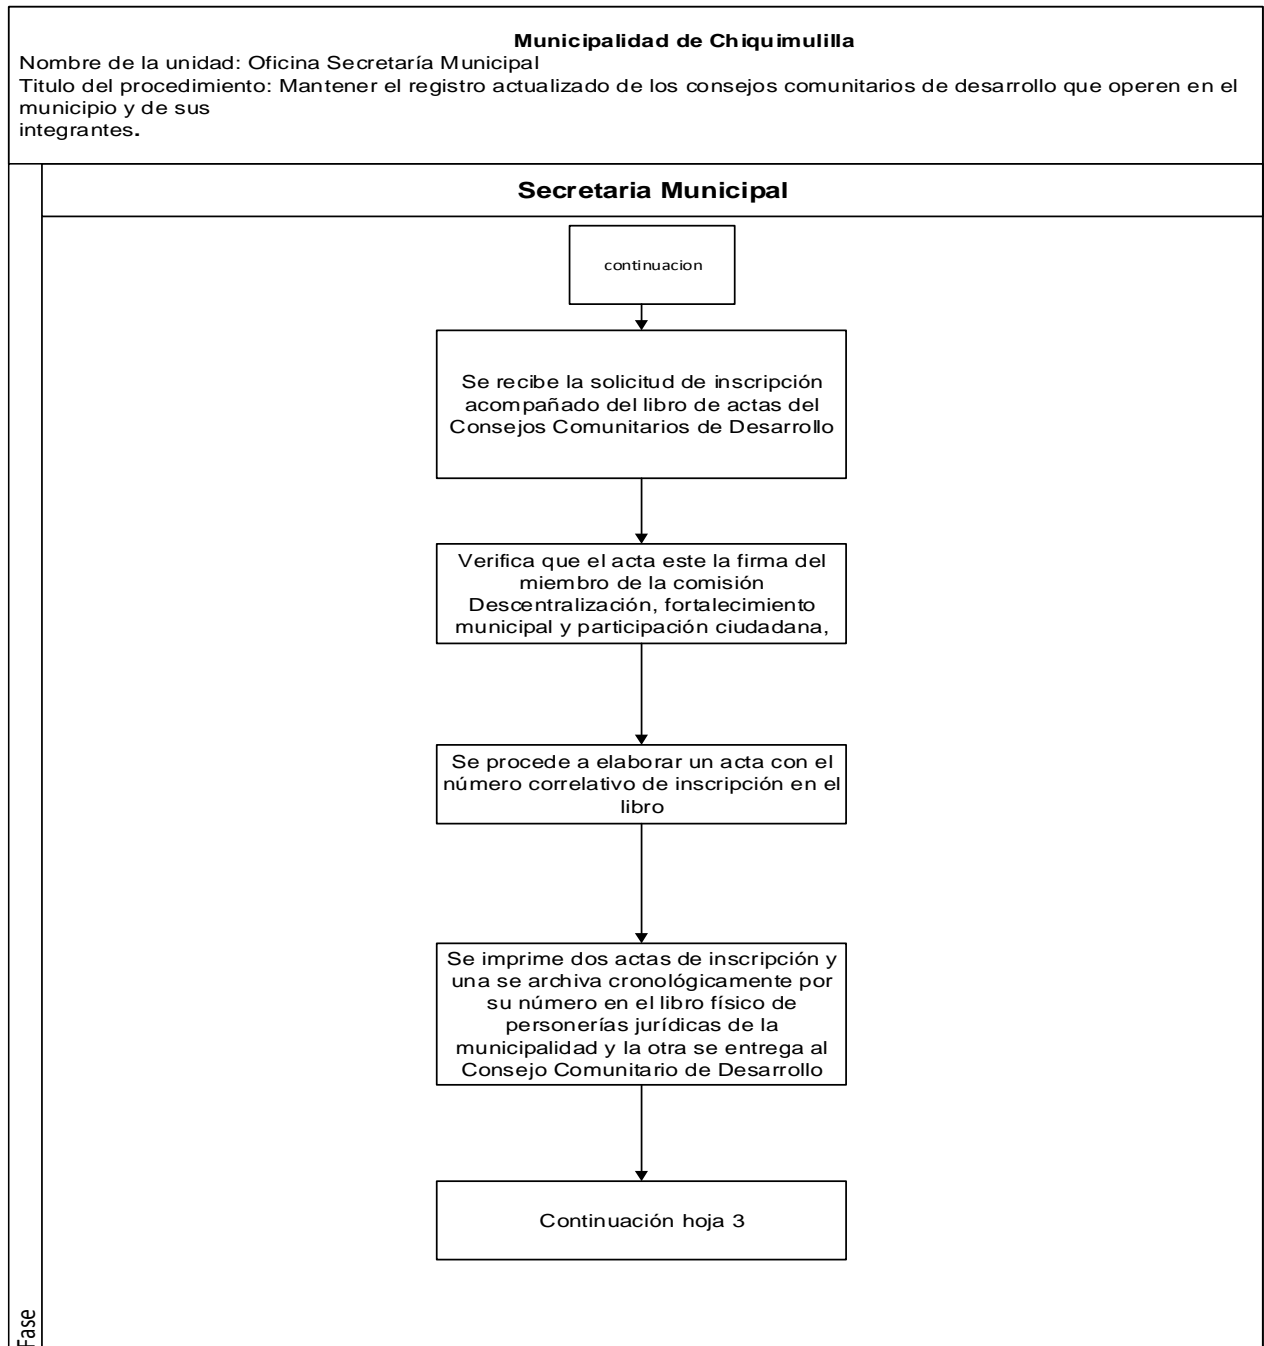 Municipalidad de Chiquimulilla
Nombre de la unidad: Oficina Secretaría Municipal
Titulo del procedimiento: Mantener el registro actualizado de los consejos comunitarios de desarrollo que operen en el
municipio y de sus
integrantes.
Secretaria Municipal
continuacion
Se recibe la solicitud de inscripción
acompañado del libro de actas del
Consejos Comunitarios de Desarrollo
Verifica que el acta este la firma del
miembro de la comisión
Descentralización, fortalecimiento
municipal y participación ciudadana,
Se procede a elaborar un acta con el
número correlativo de inscripción en el
libro
Se imprime dos actas de inscripción y
una se archiva cronológicamente por
su número en el libro físico de
personerías jurídicas de la
municipalidad y la otra se entrega al
Consejo Comunitario de Desarrollo
Continuación hoja 3
Fase